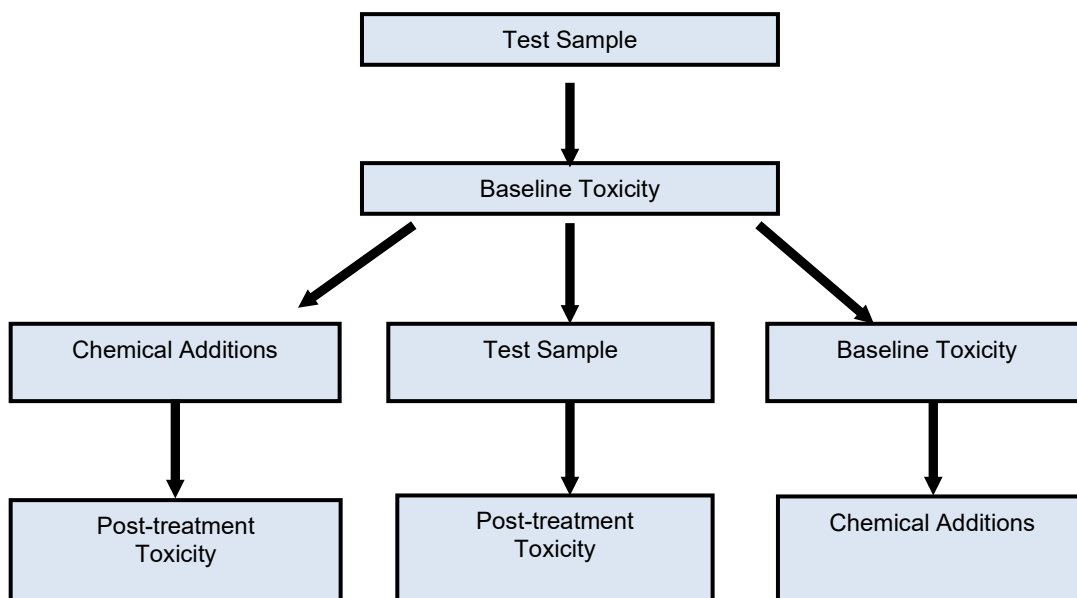 Test Sample
Baseline Toxicity
Chemical Additions
Test Sample
Baseline Toxicity
Post-treatment
Toxicity
Post-treatment
Toxicity
Chemical Additions